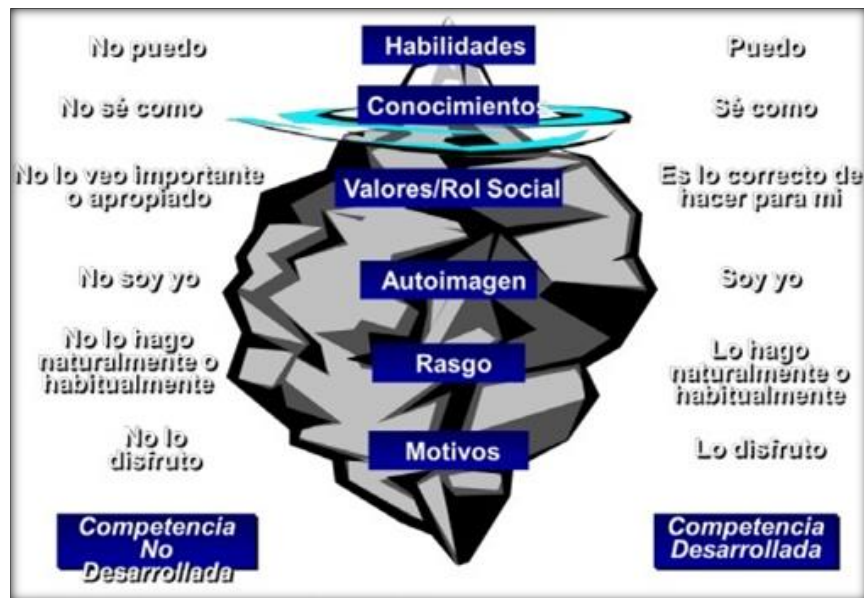 No puedo
Habilidades
Puedo
No sé como
Conocimientos
Sé como
No lo veo importante
o apropiado
Valores/Rol Social
Es lo correcto de
hacer para mi
No soy yo
Autoimagen
Soy yo
No lo hago
naturalmente o
habitualmente
Rasgo
Lo hago
naturalmente o
habitualmente
No lo
disfruto
Motivos
Lo disfruto
Competencia
No
Desarrollada
Competencia
Desarrollada